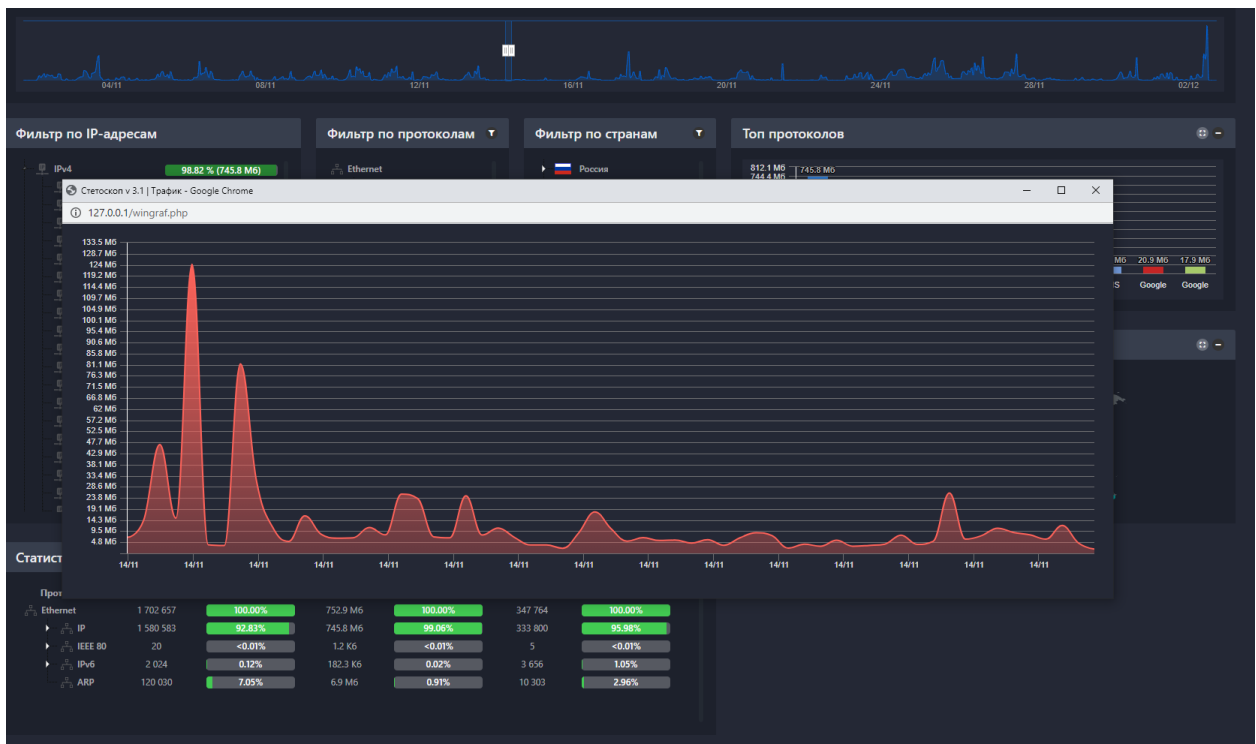 04/11 08/11 12/11 16/11 20/11 24/11 28/11 02/12
Фильтр по IP-адресам
Фильтр по протоколам
Фильтр по странам
Топ протоколов
IPv4 98.82 % (745.8 Мб)
Ethernet
Россия
812.1 Мб
744.4 Мб
745.8 Мб
Стетоскоп v 3.1 | Трафик - Google Chrome
127.0.0.1/wingraf.php
133.5 Мб
128.7 Мб
124 Мб
119.2 Мб
114.4 Мб
109.7 Мб
104.9 Мб
100.1 Мб
95.4 Мб
90.6 Мб
85.8 Мб
81.1 Мб
76.3 Мб
71.5 Мб
66.8 Мб
62 Мб
57.2 Мб
52.5 Мб
47.7 Мб
42.9 Мб
38.1 Мб
33.4 Мб
28.6 Мб
23.8 Мб
19.1 Мб
14.3 Мб
9.5 Мб
4.8 Мб
14/11 14/11 14/11 14/11 14/11 14/11 14/11 14/11 14/11 14/11 14/11 14/11 14/11 14/11 14/11
Мб 20.9 Мб 17.9 Мб
S Google Google
Статист
Прот
Ethernet 1 702 657 100.00% 752.9 Мб 100.00% 347 764 100.00%
IP 1 580 583 92.83% 745.8 Мб 99.06% 333 800 95.98%
IEEE 80 20 <0.01% 1.2 Кб <0.01% 5 <0.01%
IPv6 2 024 0.12% 182.3 Кб 0.02% 3 656 1.05%
ARP 120 030 7.05% 6.9 Мб 0.91% 10 303 2.96%